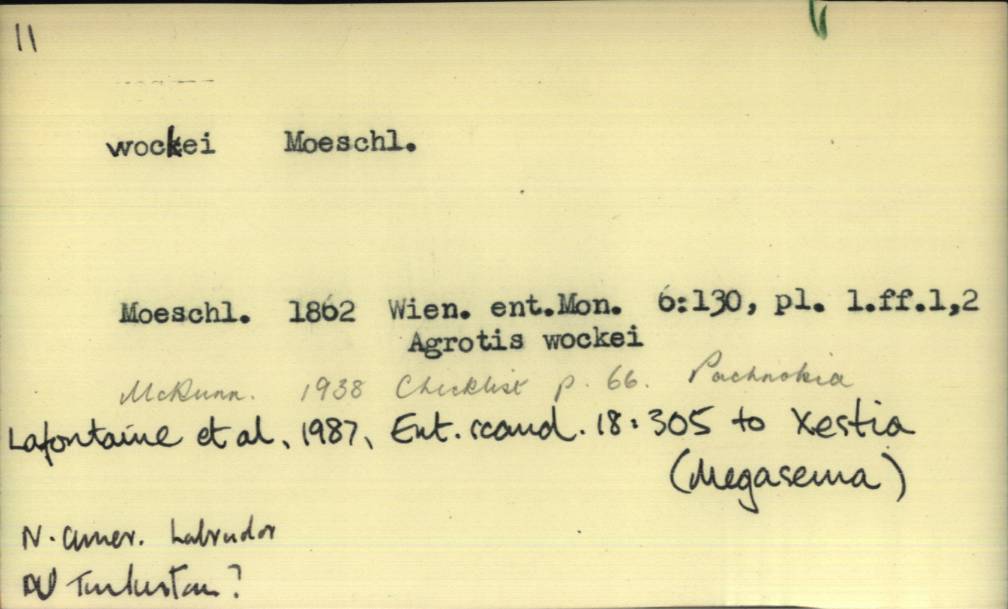 11
wockei Moeschl.
Moeschl. 1862 Wien. ent.Mon. 6:130, pl. 1.ff.1,2
Agrotis wockei
McDunn. 1938 Checklist p. 66. Pachnobia
Lafontaine et al, 1987, Ent. scand. 18:305 to Xestia
(Megasema)
N. Amer. Labrador
Turkestan?